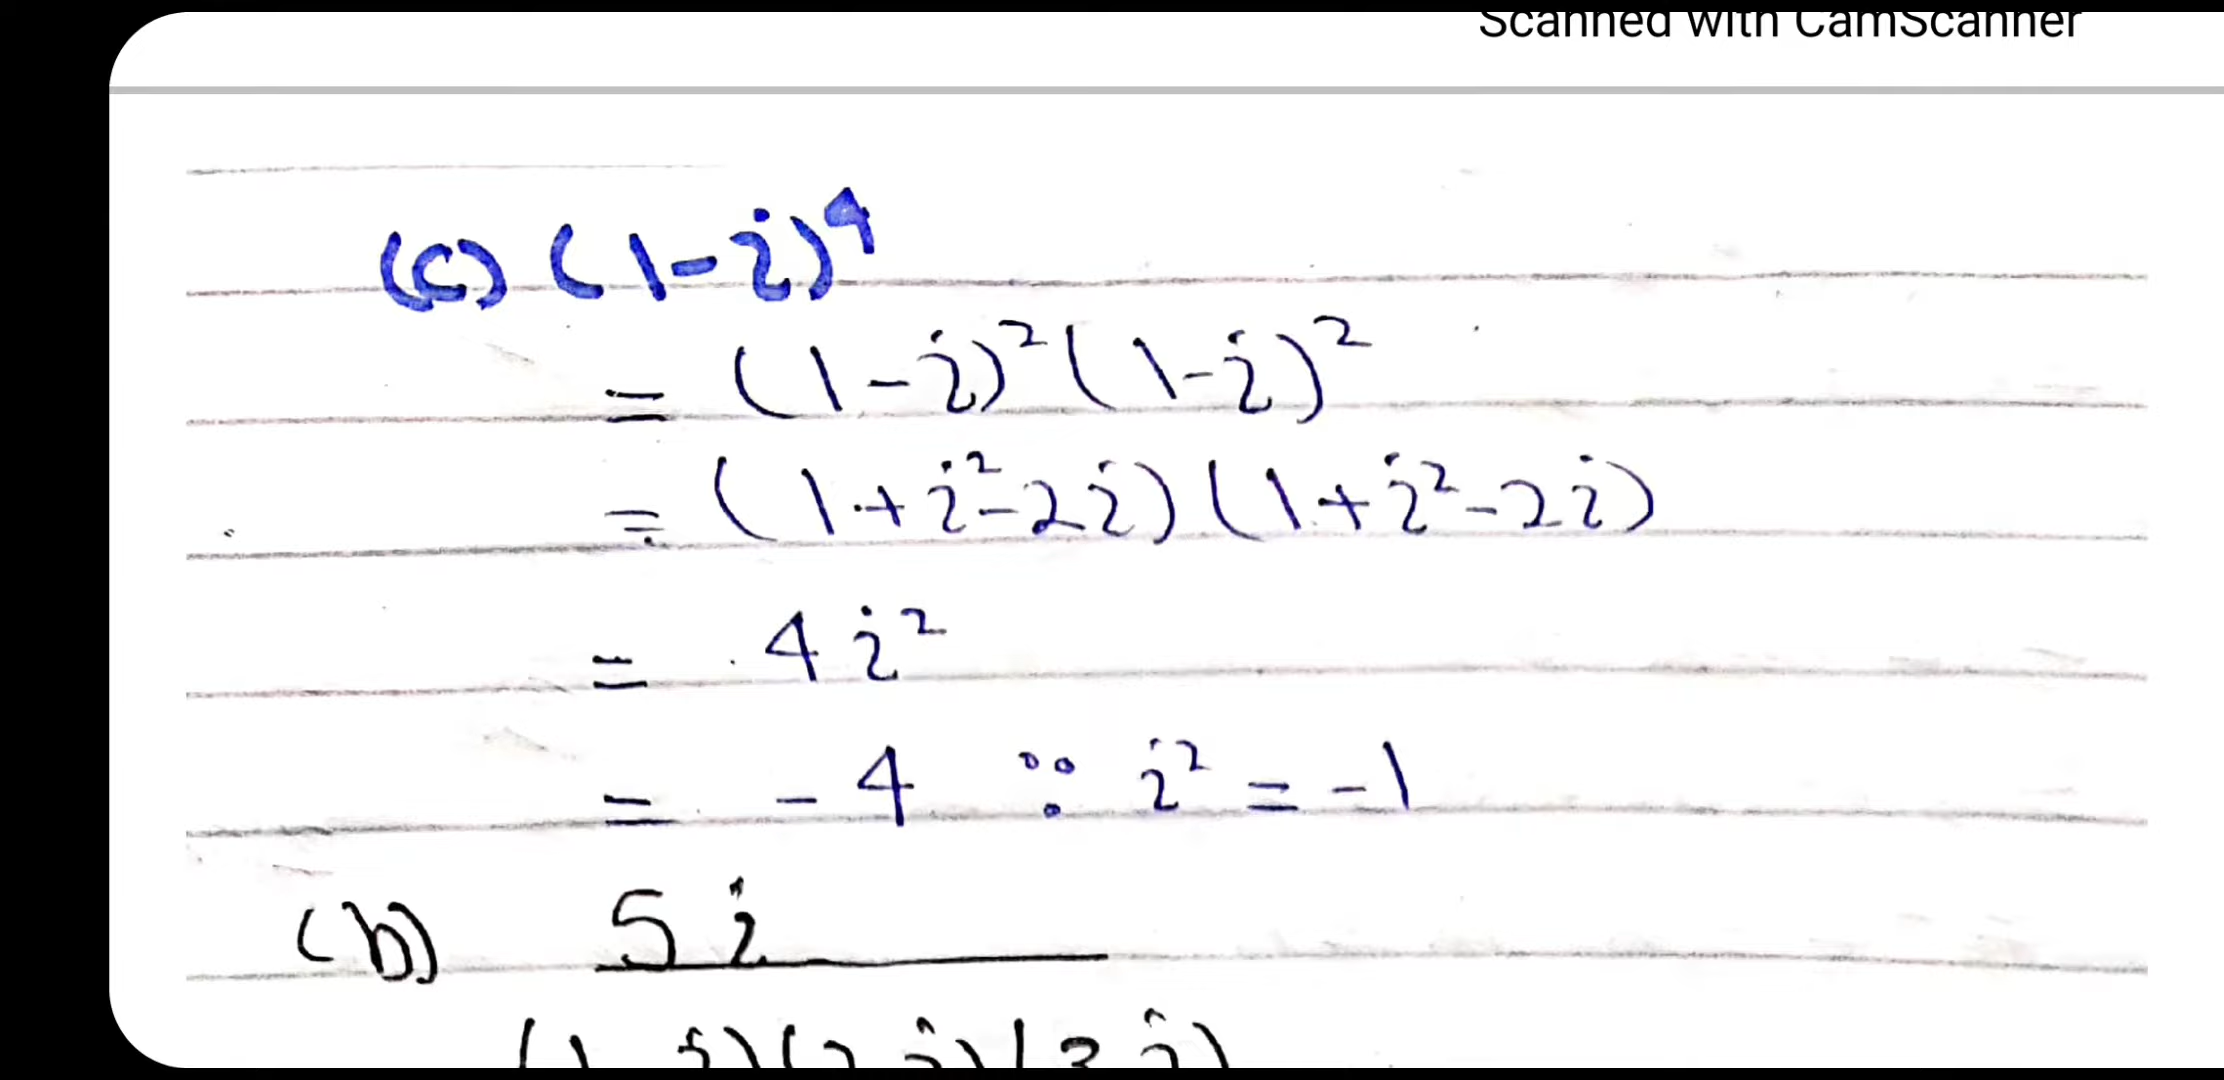 Scanned with CamScanner
(c) (1-i)⁴
= (1-i)²(1-i)²
= (1+i²-2i)(1+i²-2i)
= 4i²
= -4 ∵ i² = -1
(b) 5i